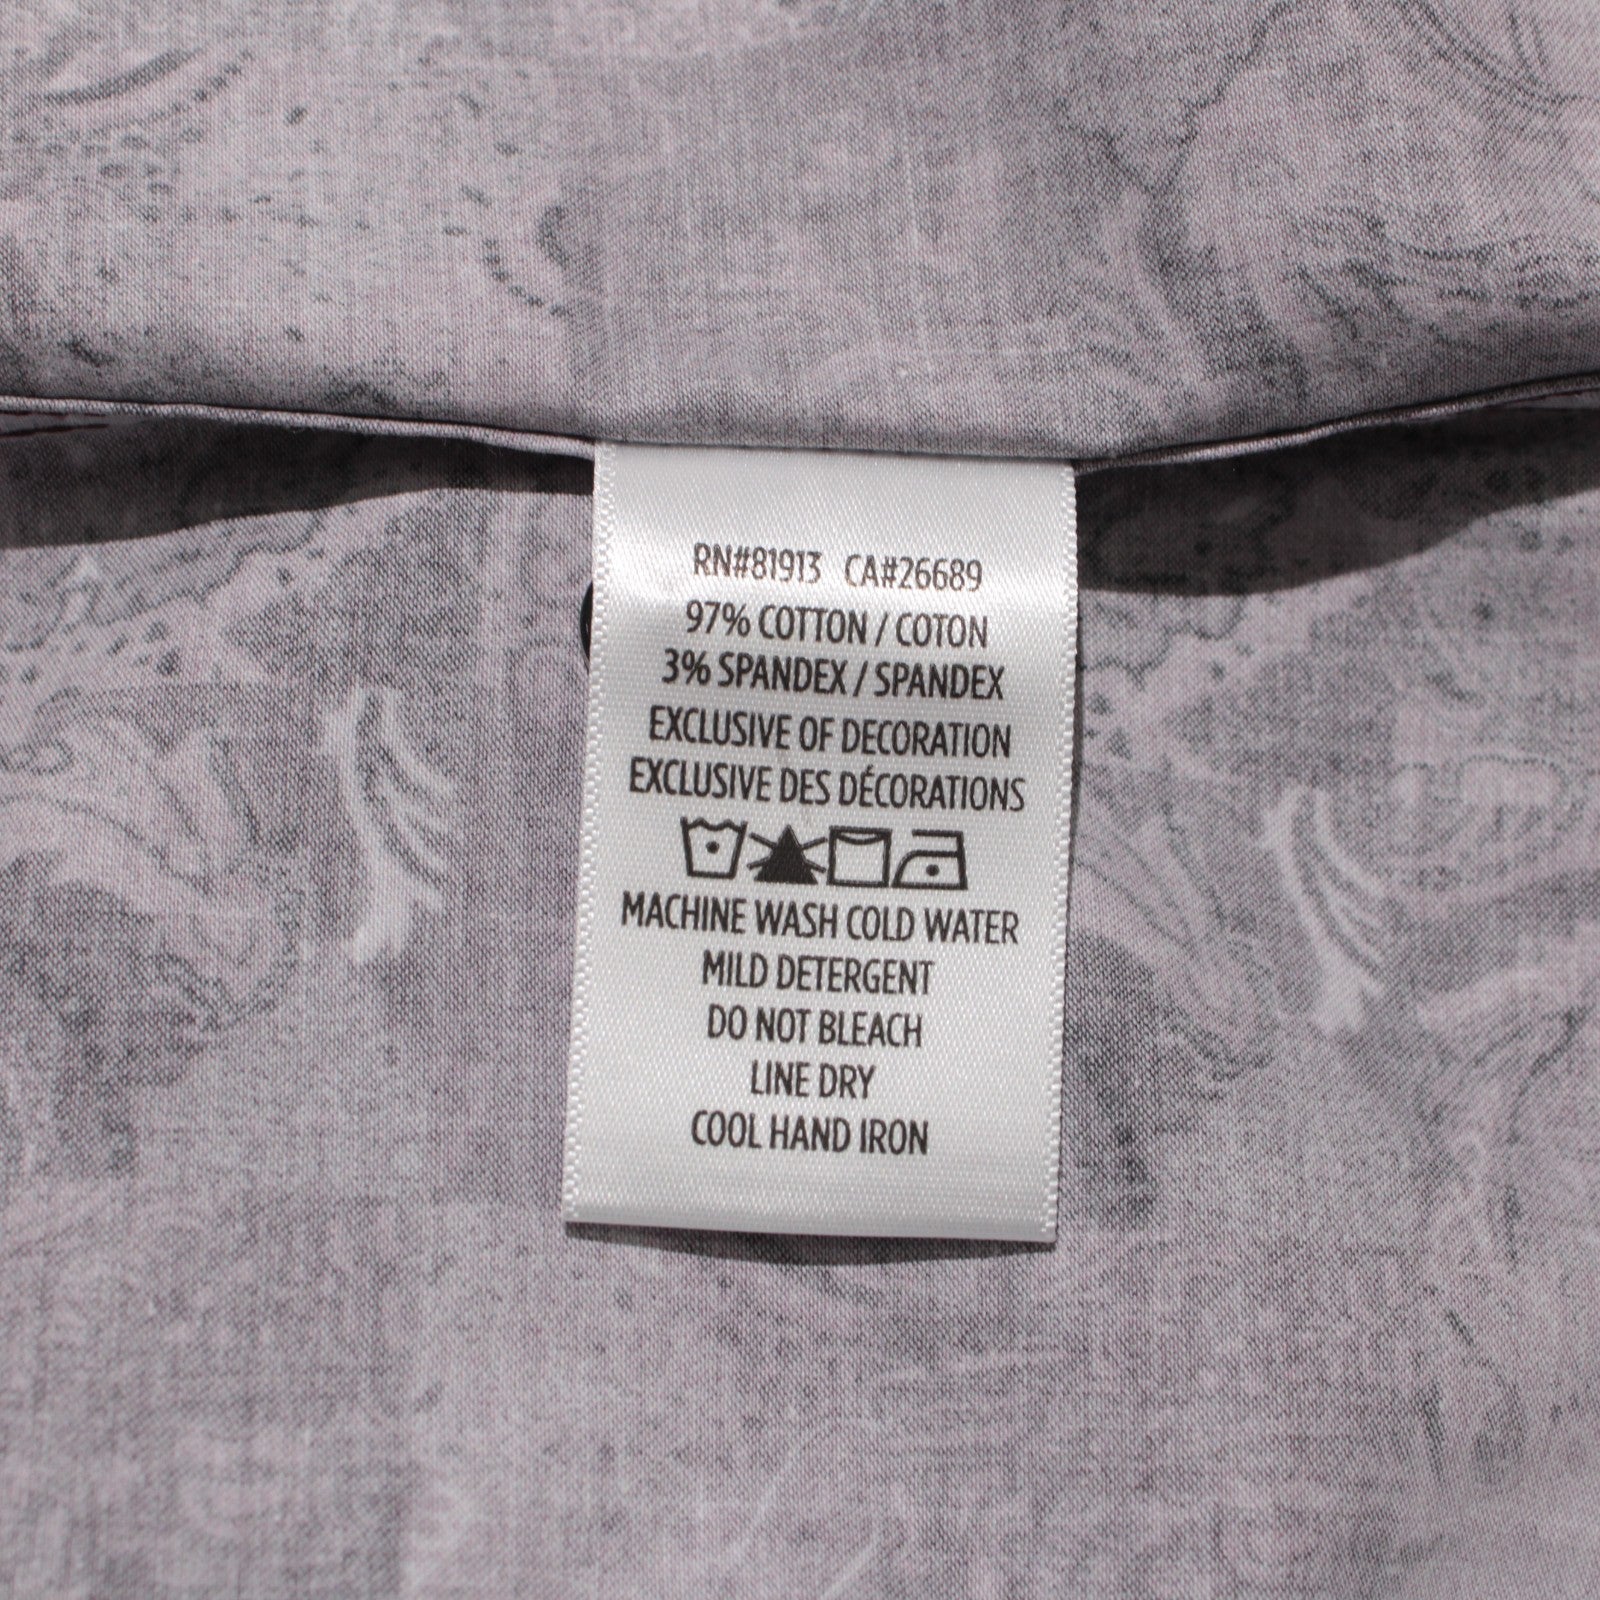 RN#81913 CA#26689
97% COTTON / COTON
3% SPANDEX / SPANDEX
EXCLUSIVE OF DECORATION
EXCLUSIVE DES DÉCORATIONS
MACHINE WASH COLD WATER
MILD DETERGENT
DO NOT BLEACH
LINE DRY
COOL HAND IRON